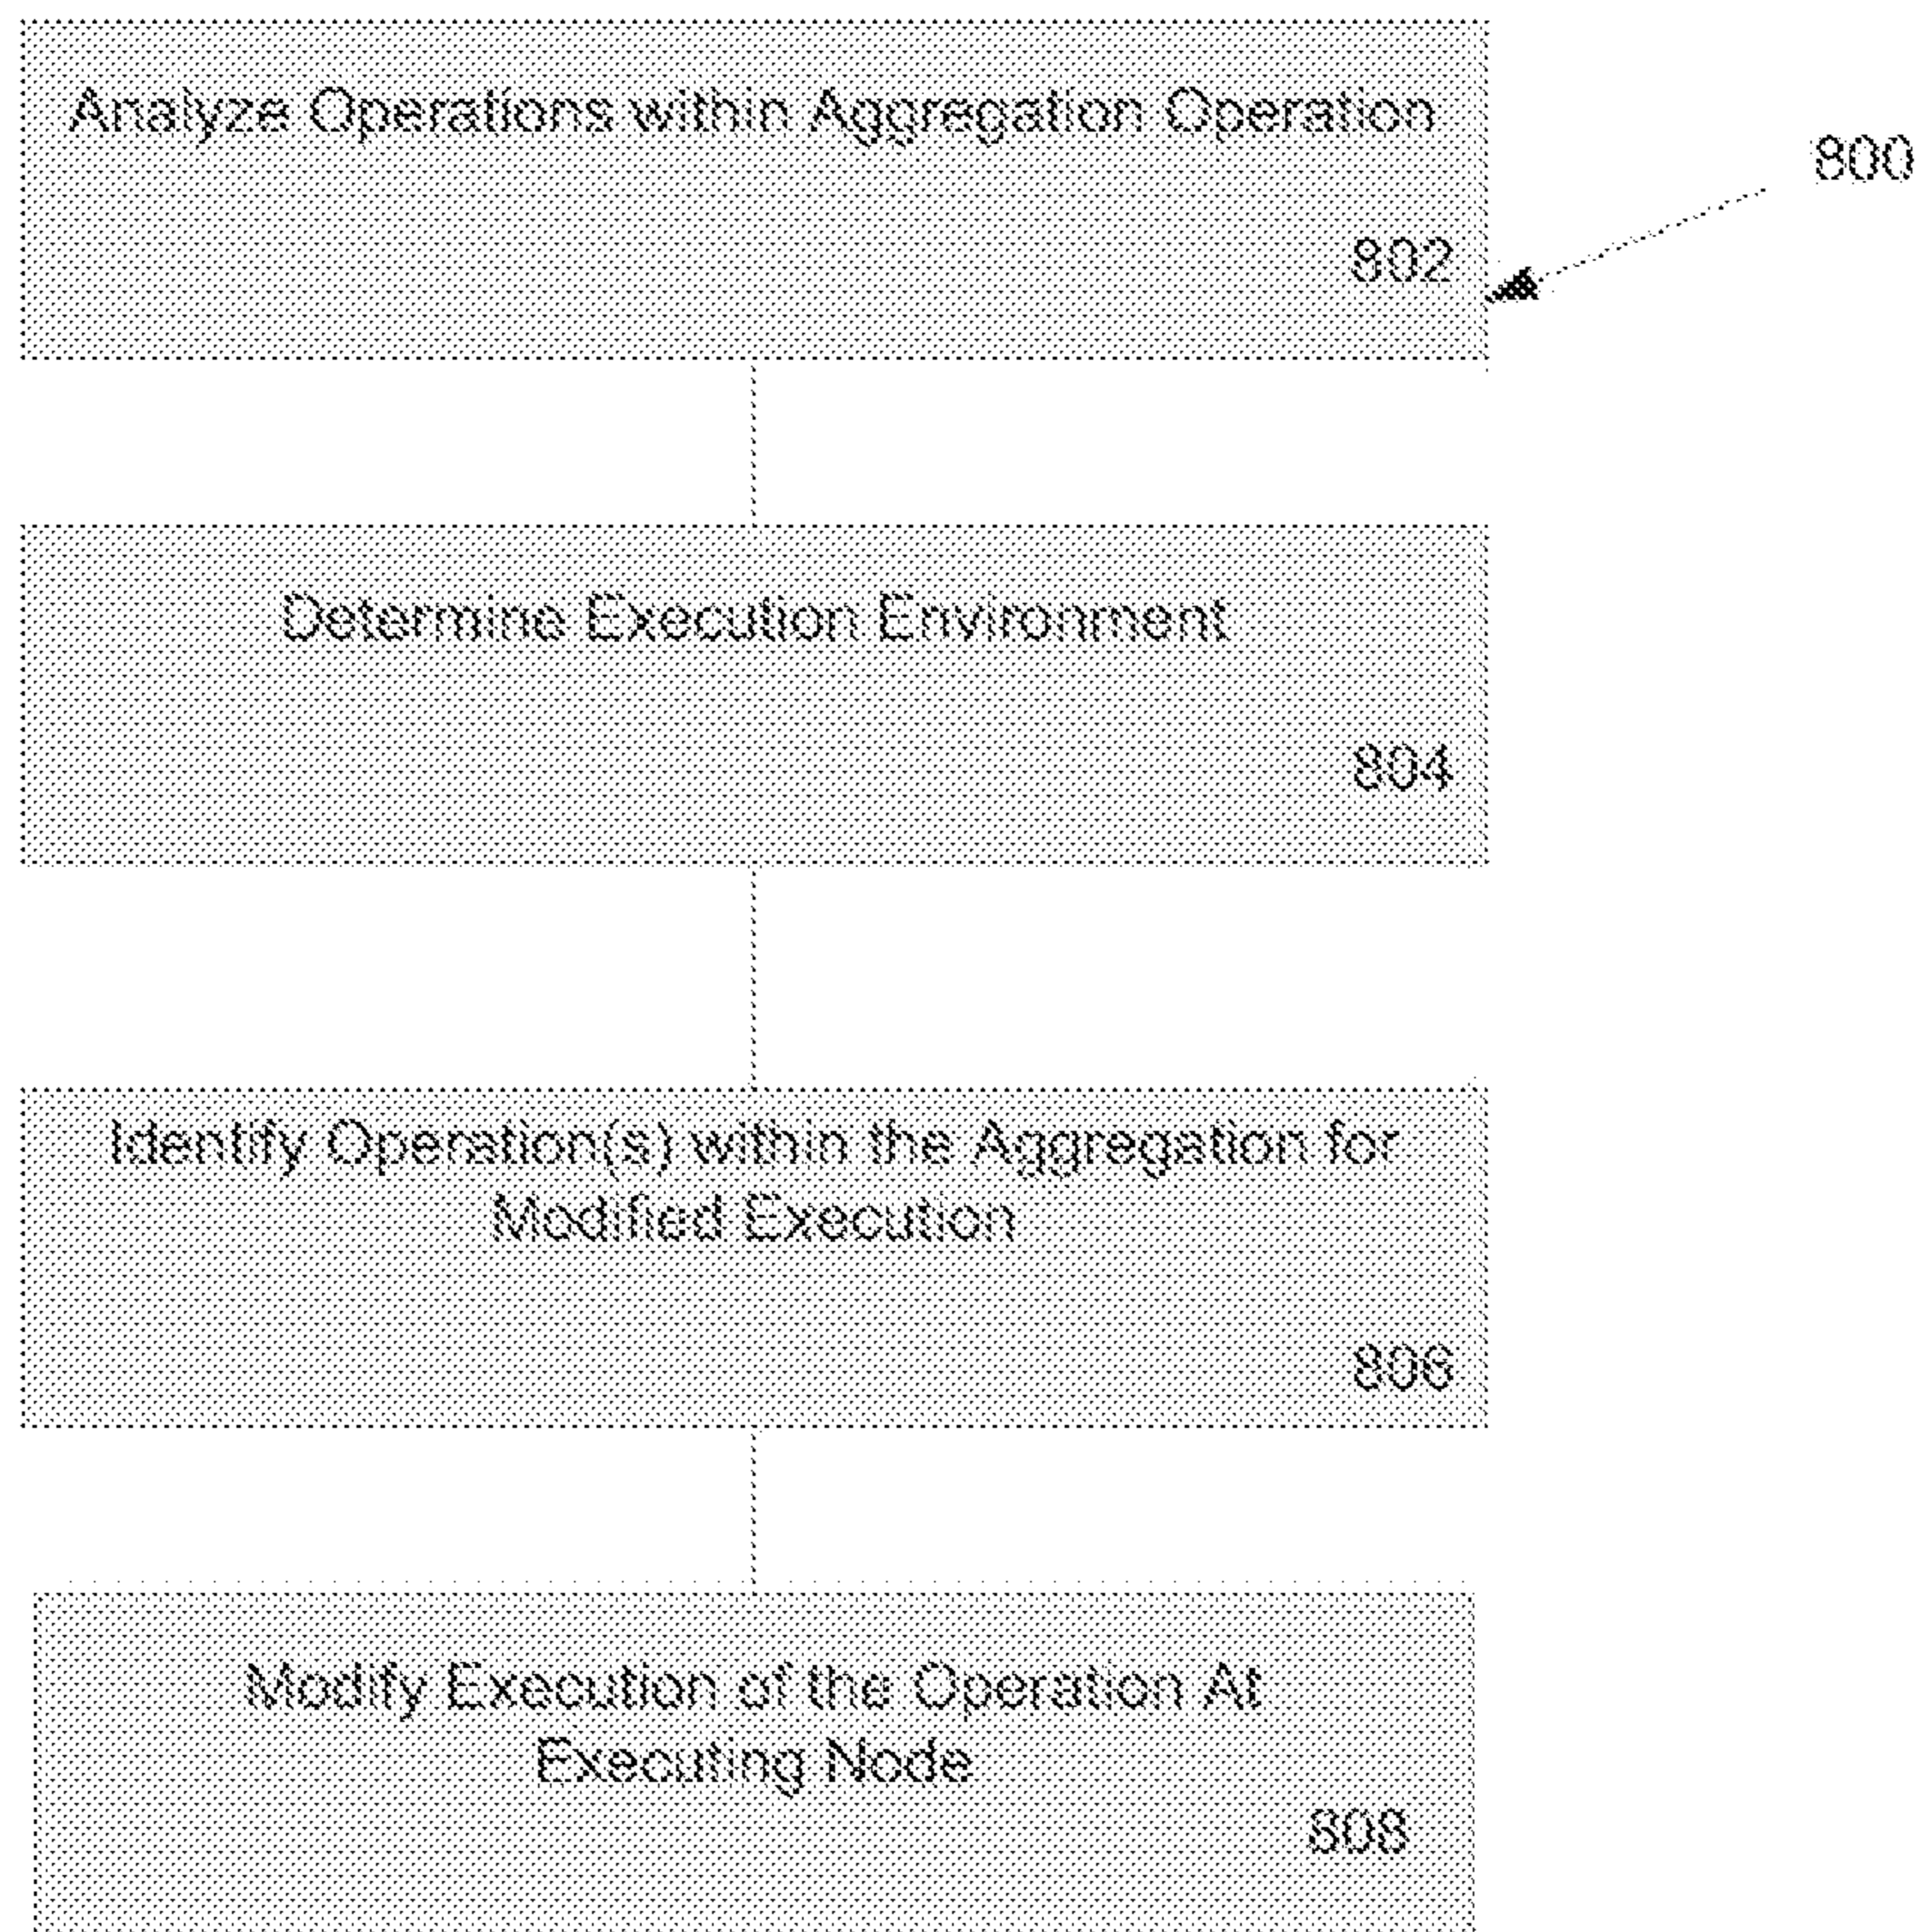 Analyze Operations within Aggregation Operation
800
802
Determine Execution Environment
804
Identify Operation(s) within the Aggregation for
Modified Execution
806
Modify Execution of the Operation At
Executing Node
808